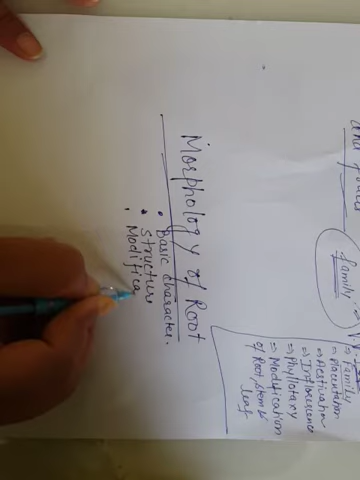 family
⇒ Family
⇒ Placentation
⇒ Aestivation
⇒ Inflorescence
⇒ Phyllotaxy
⇒ Modification
of Root, stem &
leaf
Morphology of Root
• Basic character.
• Structure
• Modifica